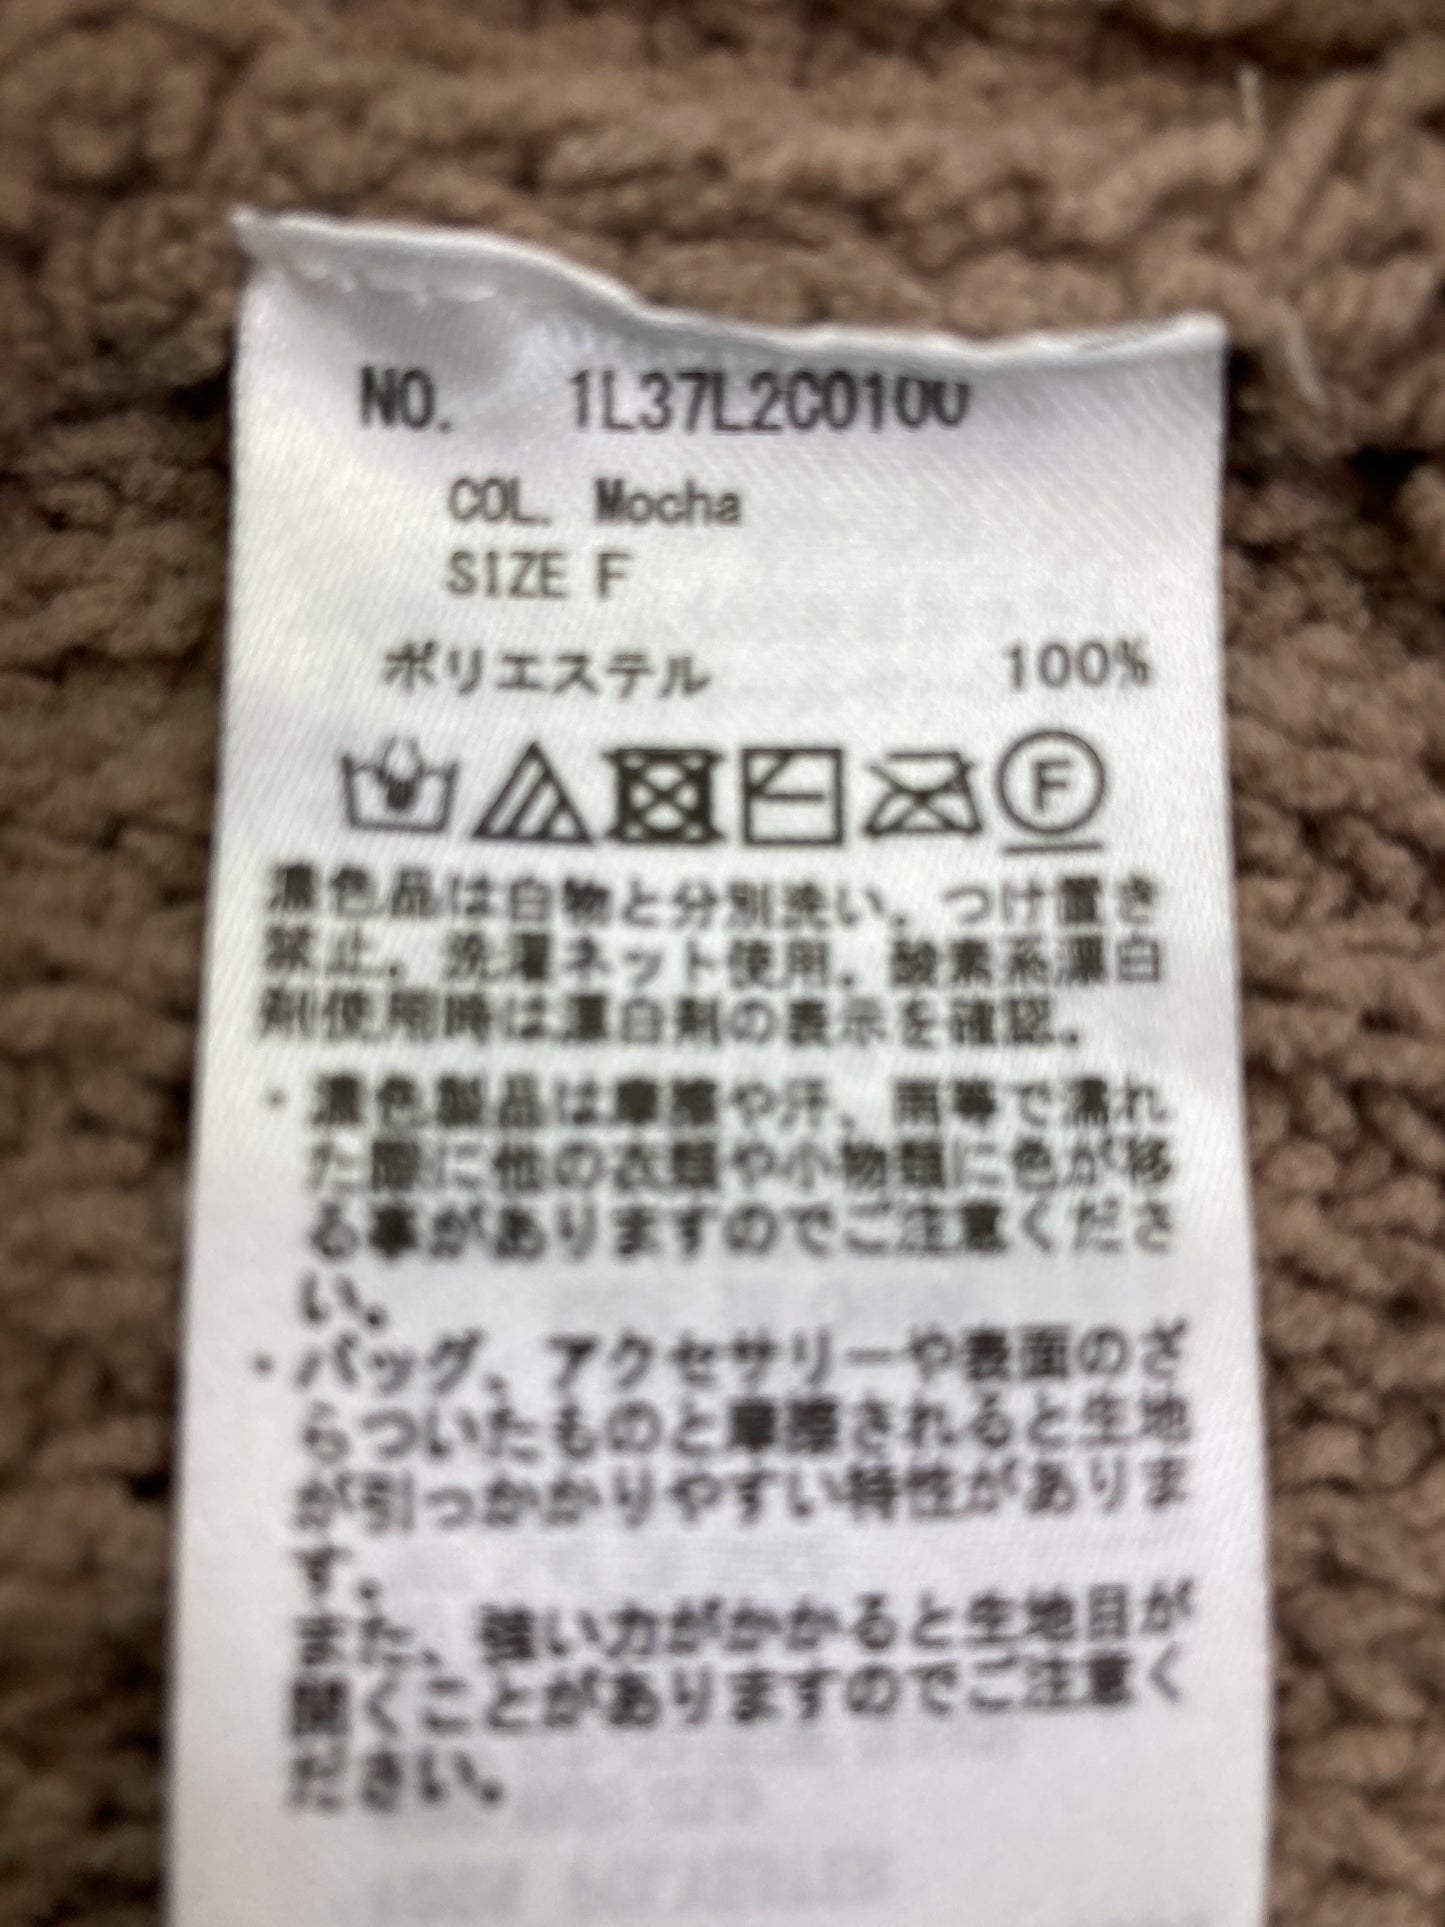 NO. 1L37L2C0100
COL. Mocha
SIZE F
ポリエステル 100%
F
濃色品は白物と分別洗い。つけ置き
禁止。洗濯ネット使用。酸素系漂白
剤使用時は漂白剤の表示を確認。
・濃色製品は摩擦や汗、雨等で濡れ
た際に他の衣類や小物類に色が移
る事がありますのでご注意くださ
い。
・バッグ、アクセサリーや表面のざ
らついたものと摩擦されると生地
が引っかかりやすい特性がありま
す。
また、強い力がかかると生地目が
開くことがありますのでご注意く
ださい。